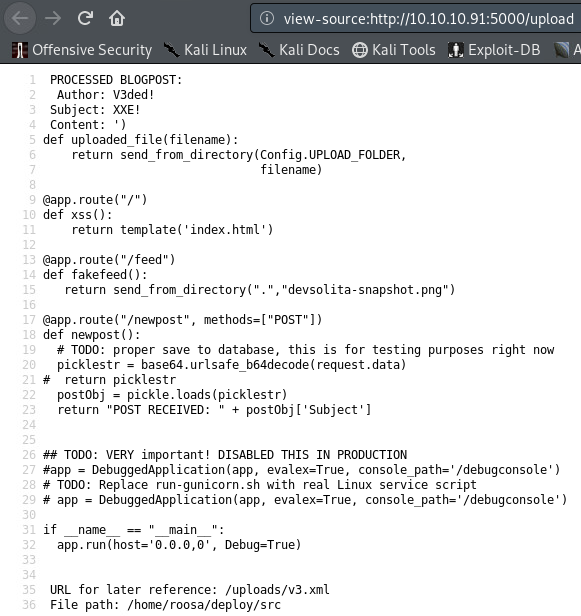 view-source:http://10.10.10.91:5000/upload
Offensive Security Kali Linux Kali Docs Kali Tools Exploit-DB A
1 PROCESSED BLOGPOST:
2 Author: V3ded!
3 Subject: XXE!
4 Content: ')
5 def uploaded_file(filename):
6 return send_from_directory(Config.UPLOAD_FOLDER,
7 filename)
8
9 @app.route("/")
10 def xss():
11 return template('index.html')
12
13 @app.route("/feed")
14 def fakefeed():
15 return send_from_directory(".","devsolita-snapshot.png")
16
17 @app.route("/newpost", methods=["POST"])
18 def newpost():
19 # TODO: proper save to database, this is for testing purposes right now
20 picklestr = base64.urlsafe_b64decode(request.data)
21 # return picklestr
22 postObj = pickle.loads(picklestr)
23 return "POST RECEIVED: " + postObj['Subject']
24
25
26 ## TODO: VERY important! DISABLED THIS IN PRODUCTION
27 #app = DebuggedApplication(app, evalex=True, console_path='/debugconsole')
28 # TODO: Replace run-gunicorn.sh with real Linux service script
29 # app = DebuggedApplication(app, evalex=True, console_path='/debugconsole')
30
31 if __name__ == "__main__":
32 app.run(host='0.0.0,0', Debug=True)
33
34
35 URL for later reference: /uploads/v3.xml
36 File path: /home/roosa/deploy/src